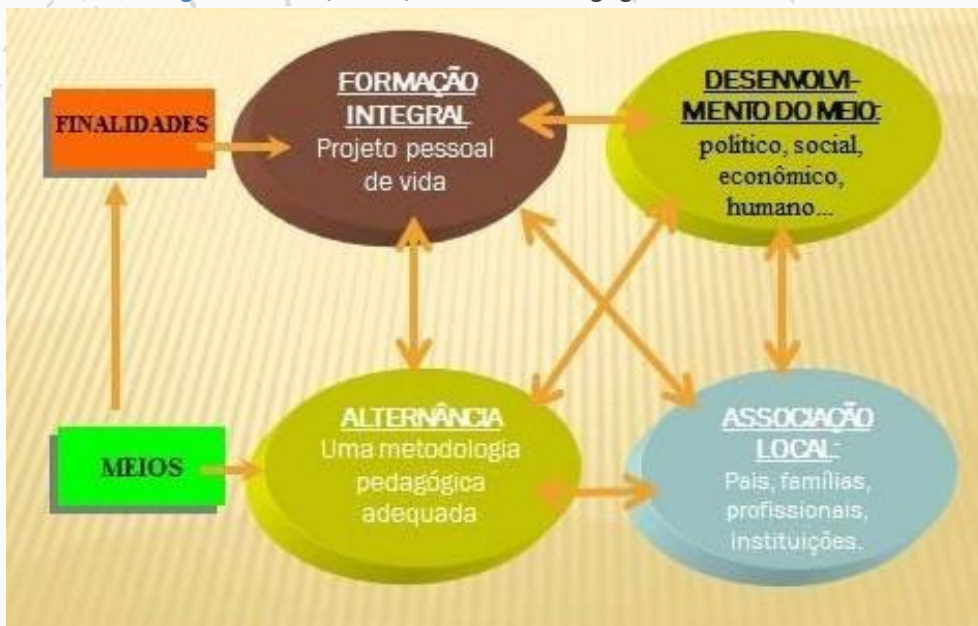 FINALIDADES
FORMAÇÃO
INTEGRAL
Projeto pessoal
de vida
DESENVOLVI-
MENTO DO MEIO:
político, social,
econômico,
humano...
MEIOS
ALTERNÂNCIA
Uma metodologia
pedagógica
adequada
ASSOCIAÇÃO
LOCAL:
Pais, famílias,
profissionais,
instituições.